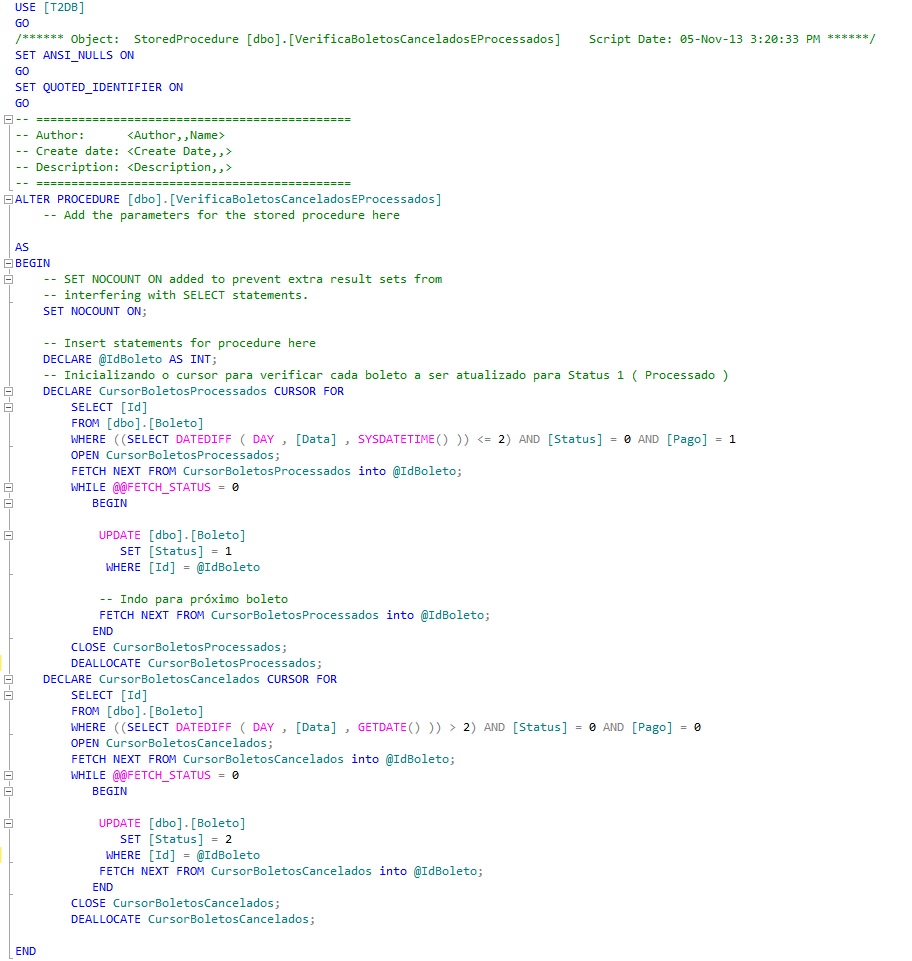 USE [T2DB]
GO
/****** Object:  StoredProcedure [dbo].[VerificaBoletosCanceladosEProcessados]    Script Date: 05-Nov-13 3:20:33 PM ******/
SET ANSI_NULLS ON
GO
SET QUOTED_IDENTIFIER ON
GO
-- =============================================
-- Author:      <Author,,Name>
-- Create date: <Create Date,,>
-- Description: <Description,,>
-- =============================================
ALTER PROCEDURE [dbo].[VerificaBoletosCanceladosEProcessados]
    -- Add the parameters for the stored procedure here
AS
BEGIN
    -- SET NOCOUNT ON added to prevent extra result sets from
    -- interfering with SELECT statements.
    SET NOCOUNT ON;
    -- Insert statements for procedure here
    DECLARE @IdBoleto AS INT;
    -- Inicializando o cursor para verificar cada boleto a ser atualizado para Status 1 ( Processado )
    DECLARE CursorBoletosProcessados CURSOR FOR
        SELECT [Id]
        FROM [dbo].[Boleto]
        WHERE ((SELECT DATEDIFF ( DAY , [Data] , SYSDATETIME() )) <= 2) AND [Status] = 0 AND [Pago] = 1
        OPEN CursorBoletosProcessados;
        FETCH NEXT FROM CursorBoletosProcessados into @IdBoleto;
        WHILE @@FETCH_STATUS = 0
           BEGIN
            UPDATE [dbo].[Boleto]
               SET [Status] = 1
             WHERE [Id] = @IdBoleto
            -- Indo para próximo boleto
            FETCH NEXT FROM CursorBoletosProcessados into @IdBoleto;
           END
        CLOSE CursorBoletosProcessados;
        DEALLOCATE CursorBoletosProcessados;
    DECLARE CursorBoletosCancelados CURSOR FOR
        SELECT [Id]
        FROM [dbo].[Boleto]
        WHERE ((SELECT DATEDIFF ( DAY , [Data] , GETDATE() )) > 2) AND [Status] = 0 AND [Pago] = 0
        OPEN CursorBoletosCancelados;
        FETCH NEXT FROM CursorBoletosCancelados into @IdBoleto;
        WHILE @@FETCH_STATUS = 0
           BEGIN
            UPDATE [dbo].[Boleto]
               SET [Status] = 2
             WHERE [Id] = @IdBoleto
            FETCH NEXT FROM CursorBoletosCancelados into @IdBoleto;
           END
        CLOSE CursorBoletosCancelados;
        DEALLOCATE CursorBoletosCancelados;
END